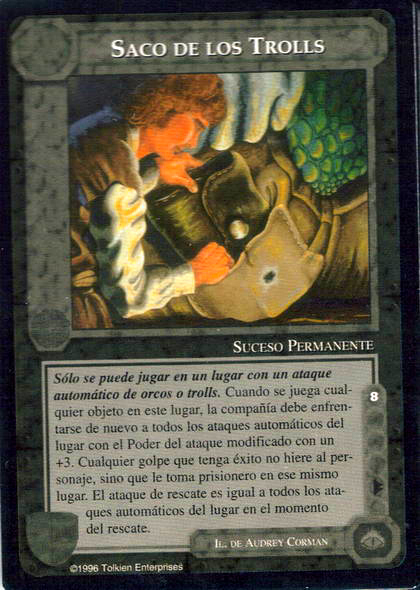 SACO DE LOS TROLLS
SUCESO PERMANENTE
Sólo se puede jugar en un lugar con un ataque
automático de orcos o trolls. Cuando se juega cual-
quier objeto en este lugar, la compañía debe enfren-
tarse de nuevo a todos los ataques automáticos del
lugar con el Poder del ataque modificado con un
+3. Cualquier golpe que tenga éxito no hiere al per-
sonaje, sino que le toma prisionero en ese mismo
lugar. El ataque de rescate es igual a todos los ata-
ques automáticos del lugar en el momento
del rescate.
8
IL. DE AUDREY CORMAN
©1996 Tolkien Enterprises